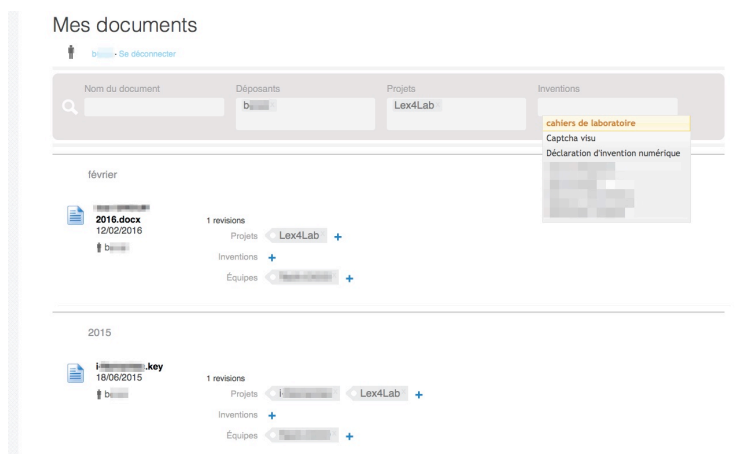 Mes documents
b - Se déconnecter
Nom du document Déposants Projets Inventions
b Lex4Lab
cahiers de laboratoire
Captcha visu
Déclaration d'invention numérique
février
2016.docx
12/02/2016
b
1 revisions
Projets Lex4Lab +
Inventions +
Équipes +
2015
i- .key
18/06/2015
b
1 revisions
Projets Lex4Lab +
Inventions +
Équipes +